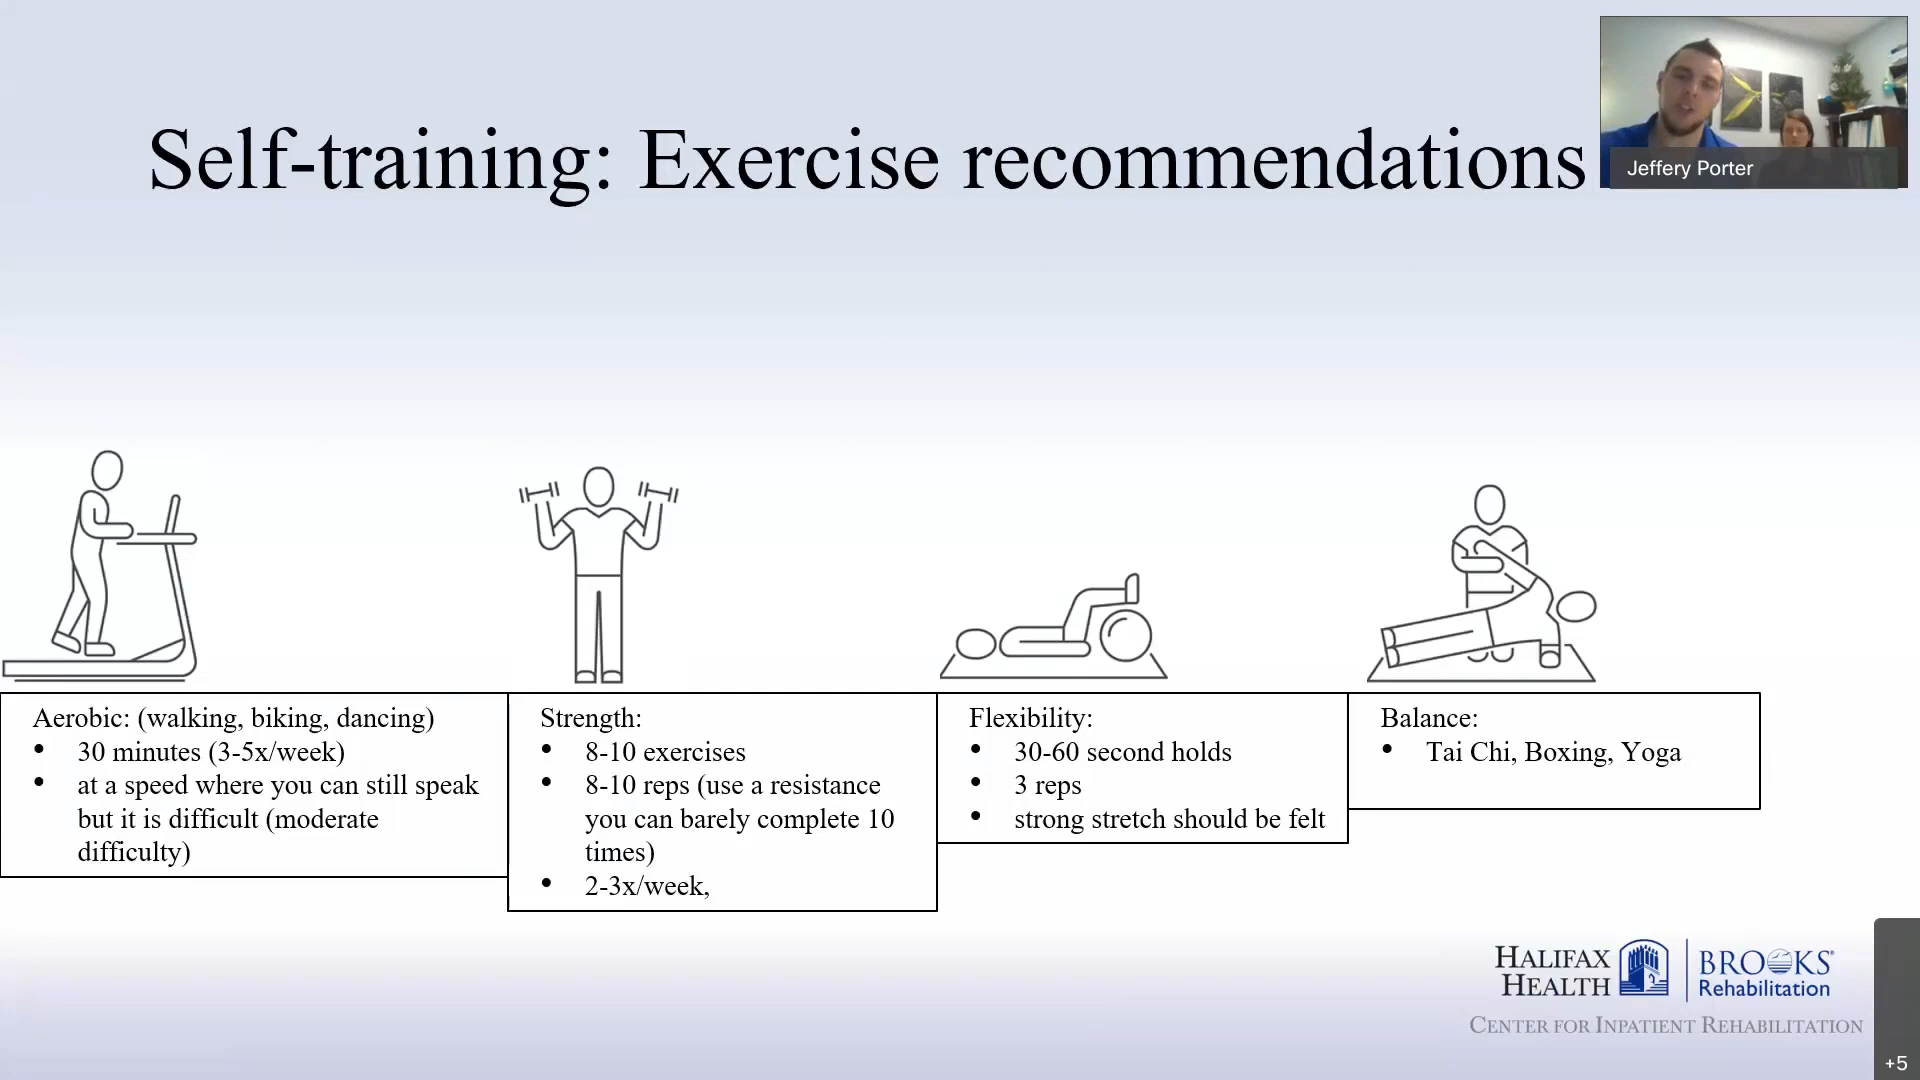 Self-training: Exercise recommendations
Jeffery Porter
Aerobic: (walking, biking, dancing)
• 30 minutes (3-5x/week)
• at a speed where you can still speak
but it is difficult (moderate
difficulty)
Strength:
• 8-10 exercises
• 8-10 reps (use a resistance
you can barely complete 10
times)
• 2-3x/week,
Flexibility:
• 30-60 second holds
• 3 reps
• strong stretch should be felt
Balance:
• Tai Chi, Boxing, Yoga
HALIFAX
HEALTH
BROOKS®
Rehabilitation
CENTER FOR INPATIENT REHABILITATION
+5